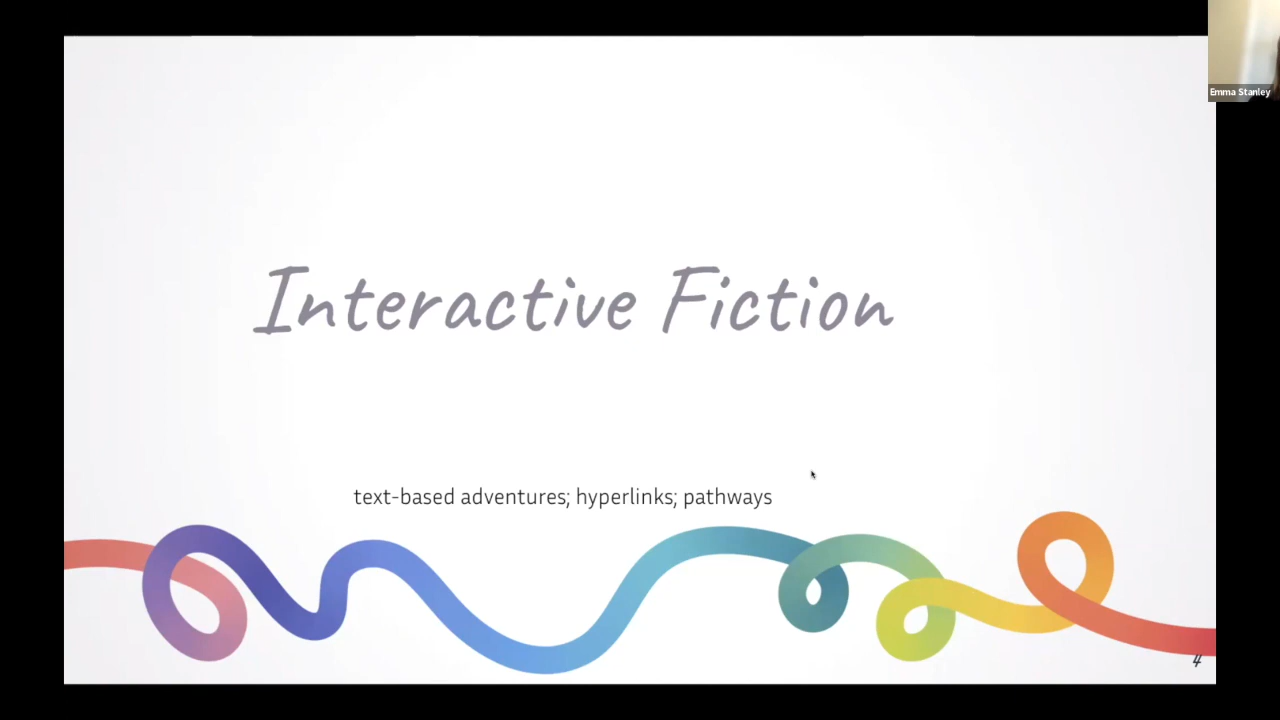 Emma Stanley
Interactive Fiction
text-based adventures; hyperlinks; pathways
4